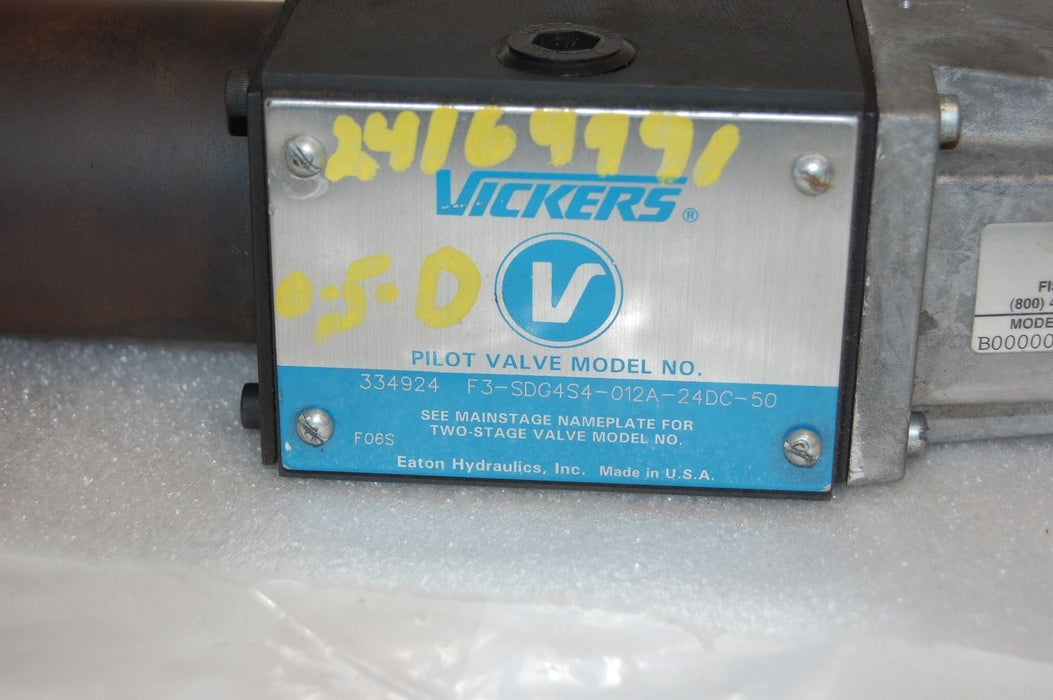 24169991
VICKERS®
V
0-5-D
PILOT VALVE MODEL NO.
334924 F3-SDG4S4-012A-24DC-50
SEE MAINSTAGE NAMEPLATE FOR
TWO-STAGE VALVE MODEL NO.
F06S
Eaton Hydraulics, Inc. Made in U.S.A.
(800) 4
MODE
B00000